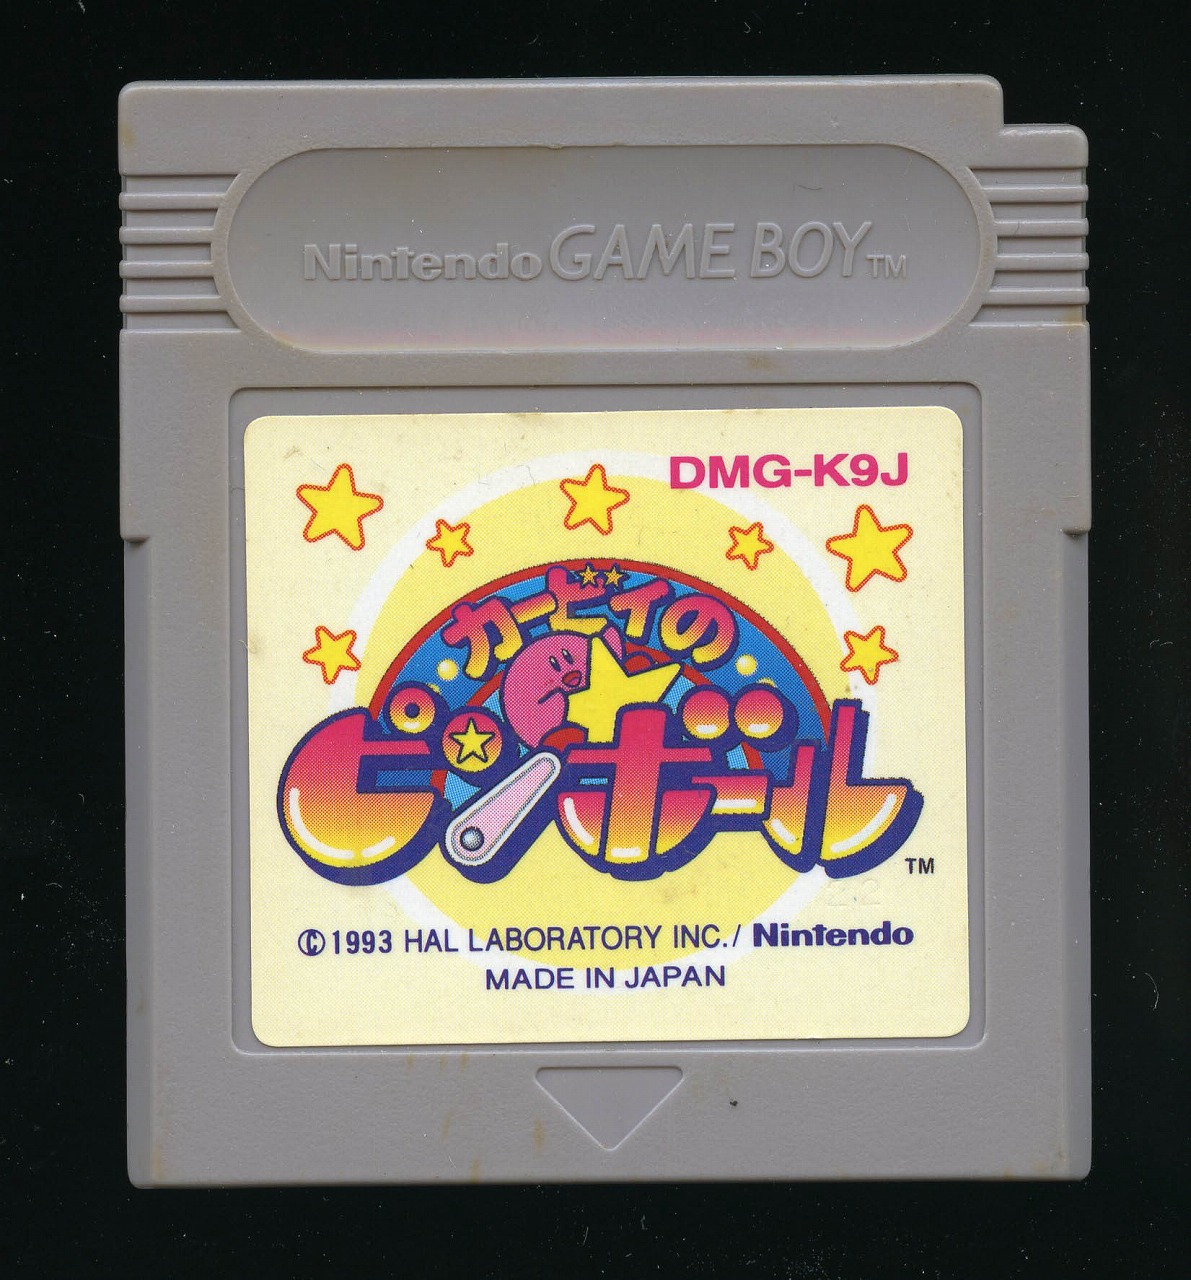 Nintendo GAME BOY TM
DMG-K9J
カービィの
ピンボール
TM
22
©1993 HAL LABORATORY INC./ Nintendo
MADE IN JAPAN